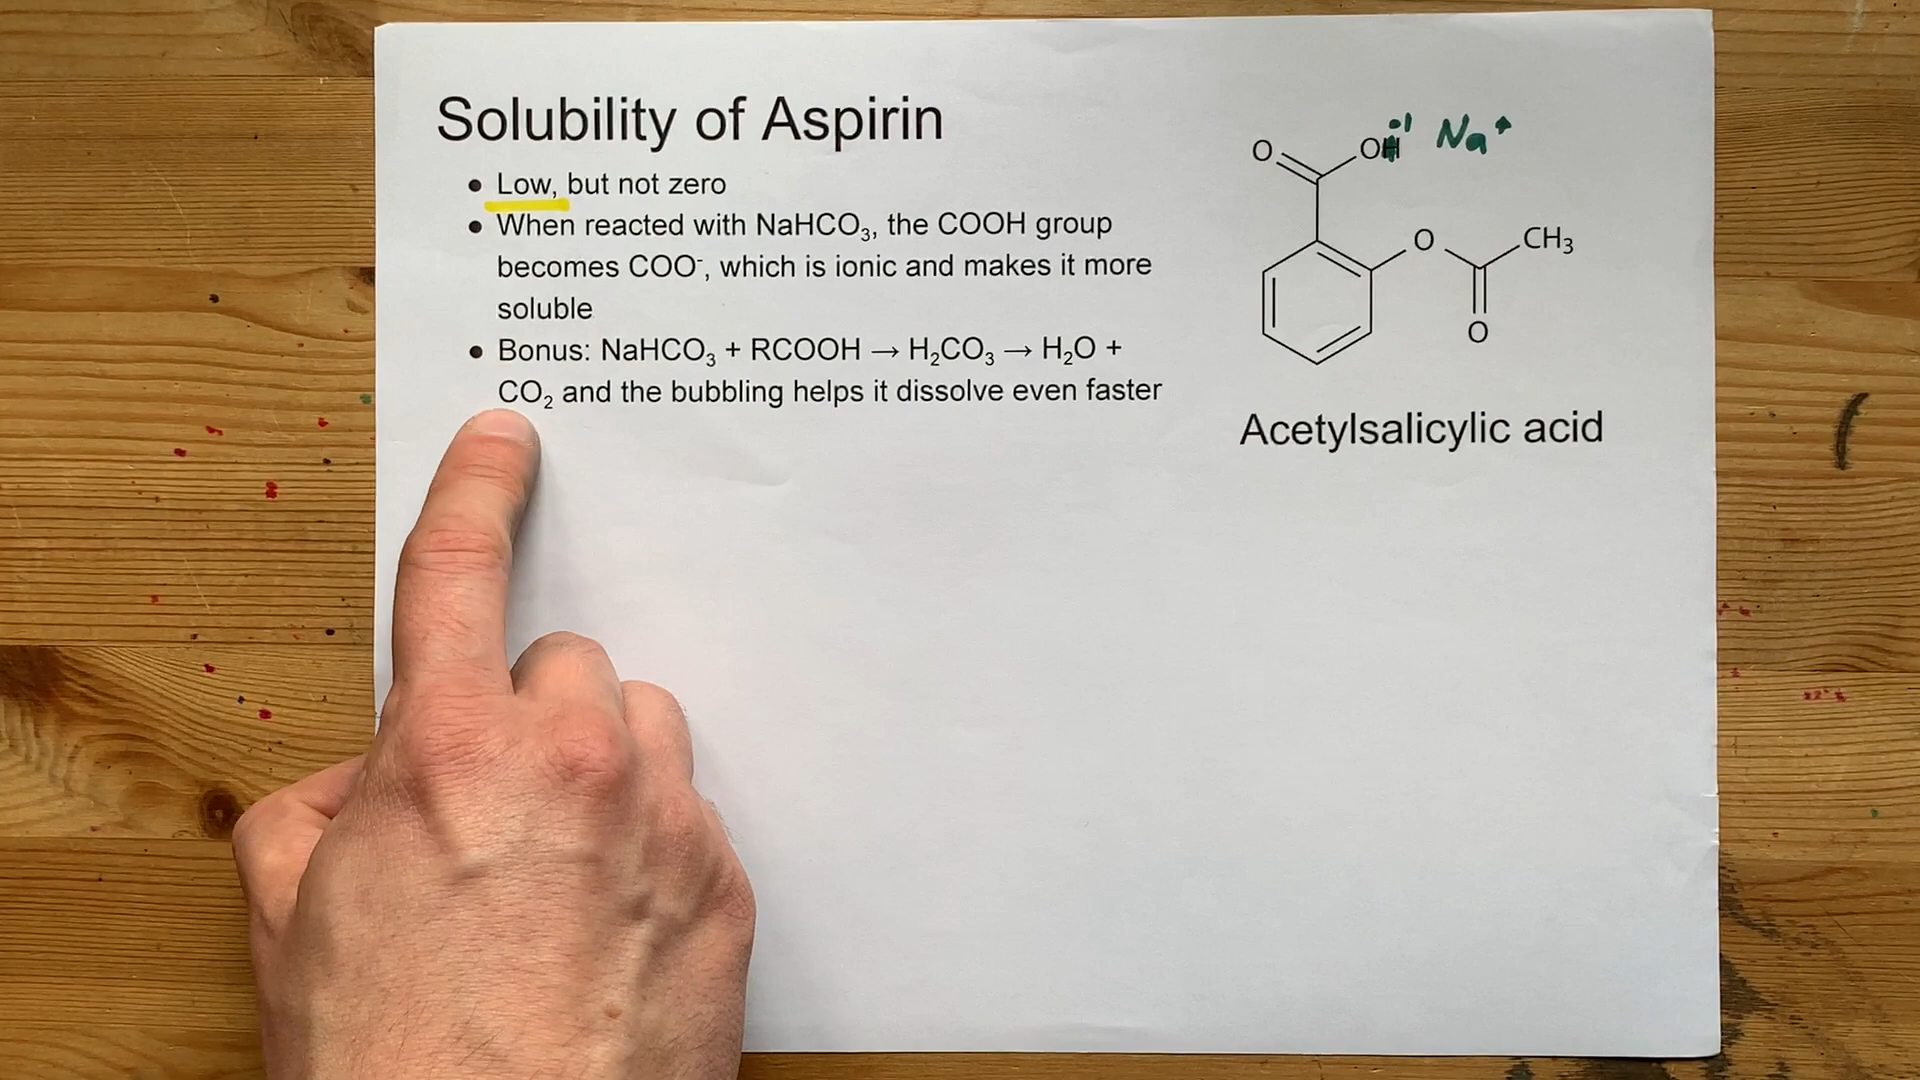 Solubility of Aspirin
• Low, but not zero
• When reacted with NaHCO₃, the COOH group
becomes COO⁻, which is ionic and makes it more
soluble
• Bonus: NaHCO₃ + RCOOH → H₂CO₃ → H₂O +
CO₂ and the bubbling helps it dissolve even faster
O
OH⁻¹ Na⁺
O
CH₃
O
Acetylsalicylic acid